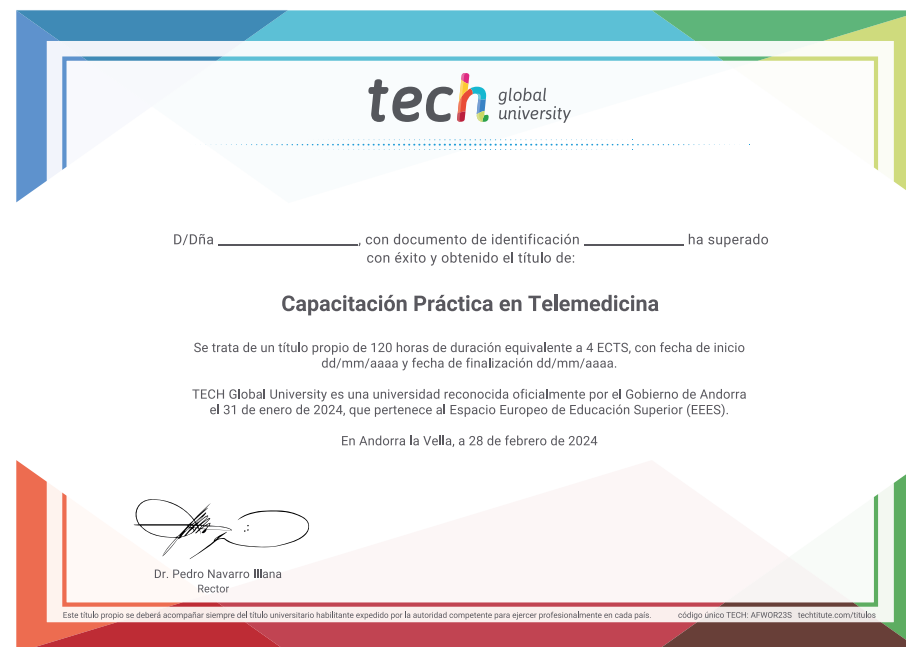 tech global university
D/Dña ______________, con documento de identificación __________ ha superado
con éxito y obtenido el título de:
Capacitación Práctica en Telemedicina
Se trata de un título propio de 120 horas de duración equivalente a 4 ECTS, con fecha de inicio
dd/mm/aaaa y fecha de finalización dd/mm/aaaa.
TECH Global University es una universidad reconocida oficialmente por el Gobierno de Andorra
el 31 de enero de 2024, que pertenece al Espacio Europeo de Educación Superior (EEES).
En Andorra la Vella, a 28 de febrero de 2024
Dr. Pedro Navarro Illana
Rector
Este título propio se deberá acompañar siempre del título universitario habilitante expedido por la autoridad competente para ejercer profesionalmente en cada país. código único TECH: AFWOR23S techtitute.com/titulos